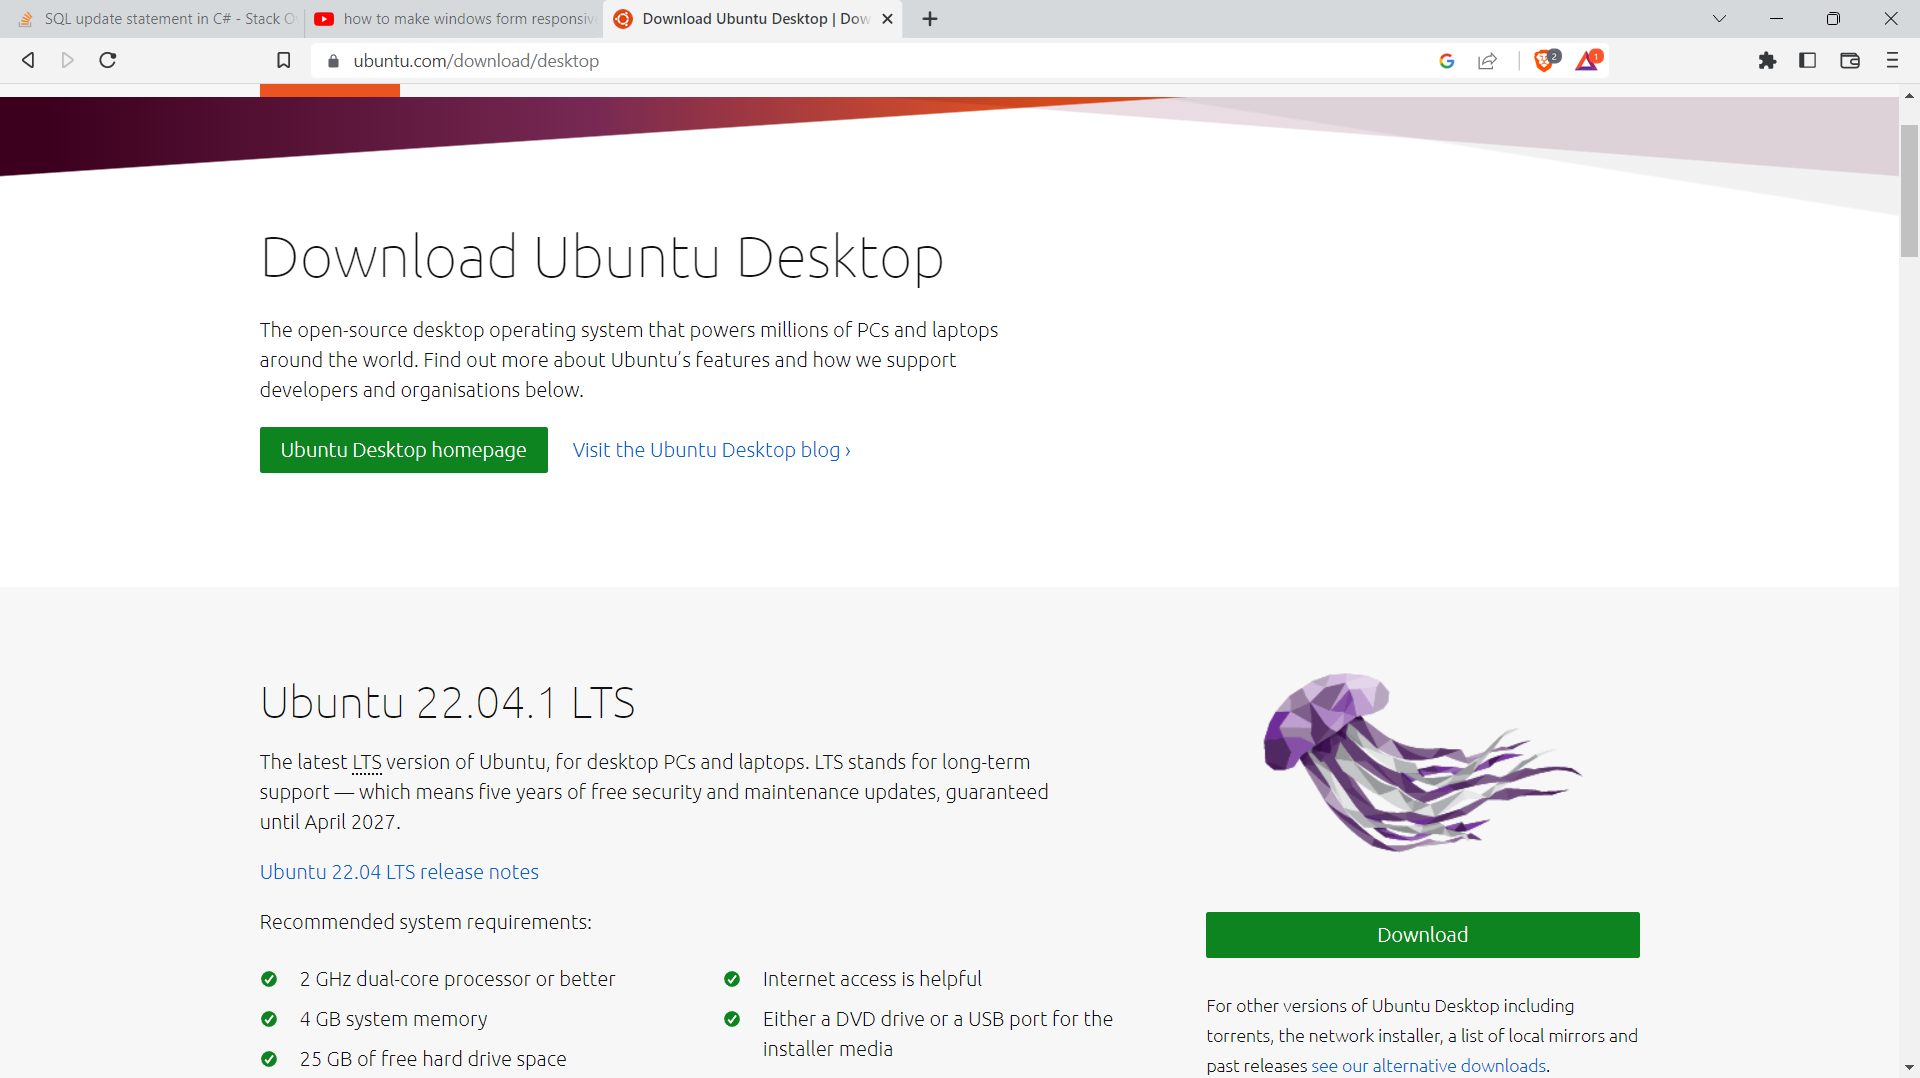 SQL update statement in C# - Stack O
how to make windows form responsiv
Download Ubuntu Desktop | Dow
ubuntu.com/download/desktop
2
1
Download Ubuntu Desktop
The open-source desktop operating system that powers millions of PCs and laptops
around the world. Find out more about Ubuntu’s features and how we support
developers and organisations below.
Ubuntu Desktop homepage
Visit the Ubuntu Desktop blog ›
Ubuntu 22.04.1 LTS
The latest LTS version of Ubuntu, for desktop PCs and laptops. LTS stands for long-term
support — which means five years of free security and maintenance updates, guaranteed
until April 2027.
Ubuntu 22.04 LTS release notes
Recommended system requirements:
2 GHz dual-core processor or better
4 GB system memory
25 GB of free hard drive space
Internet access is helpful
Either a DVD drive or a USB port for the
installer media
Download
For other versions of Ubuntu Desktop including
torrents, the network installer, a list of local mirrors and
past releases see our alternative downloads.